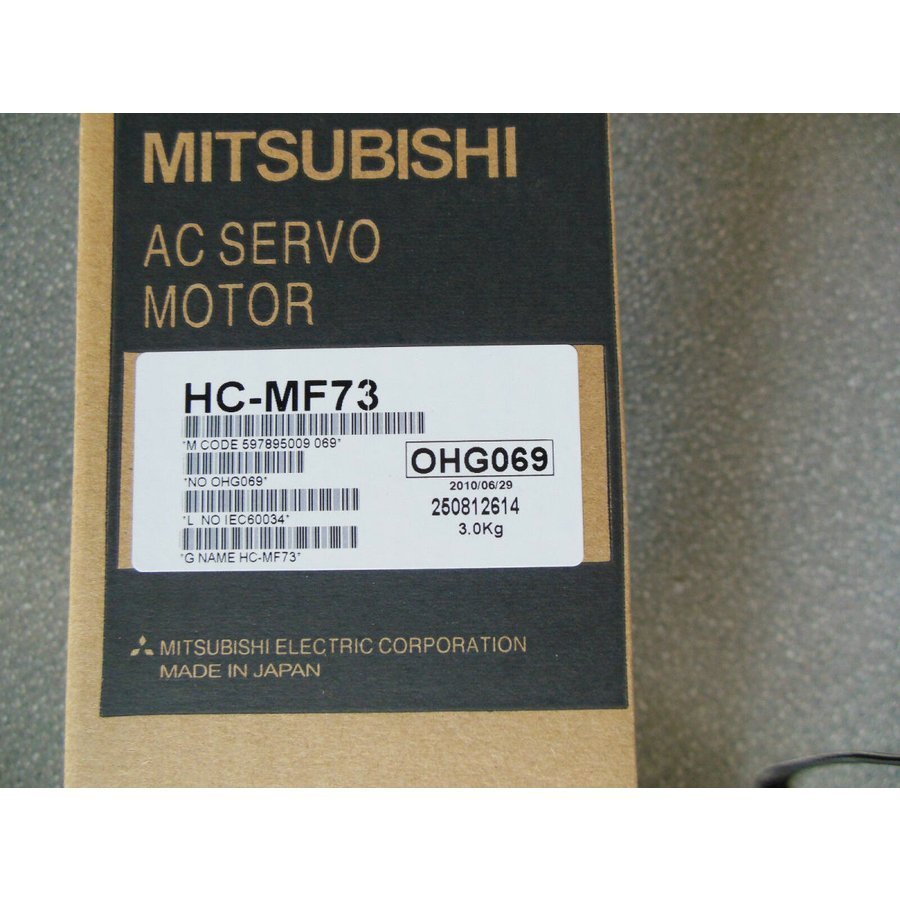 MITSUBISHI
AC SERVO
MOTOR
HC-MF73
*M CODE 597895009 069*
*NO OHG069*
*L NO IEC60034*
*G NAME HC-MF73*
OHG069
2010/06/29
250812614
3.0Kg
MITSUBISHI ELECTRIC CORPORATION
MADE IN JAPAN